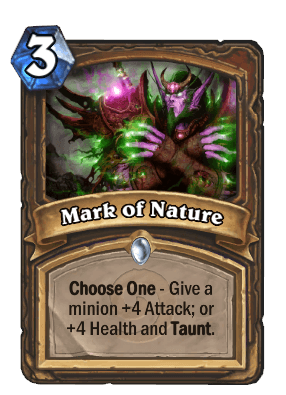 3
Mark of Nature
Choose One - Give a
minion +4 Attack; or
+4 Health and Taunt.